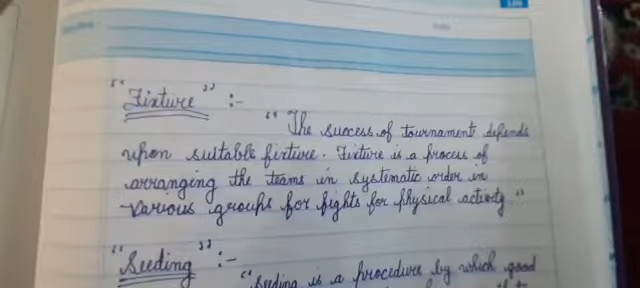 "Fixture" :-
"The success of tournament depends
upon suitable fixture. Fixture is a process of
arranging the teams in systematic order in
various groups for fights for physical activity"
"Seeding" :-
"Seeding is a procedure by which good